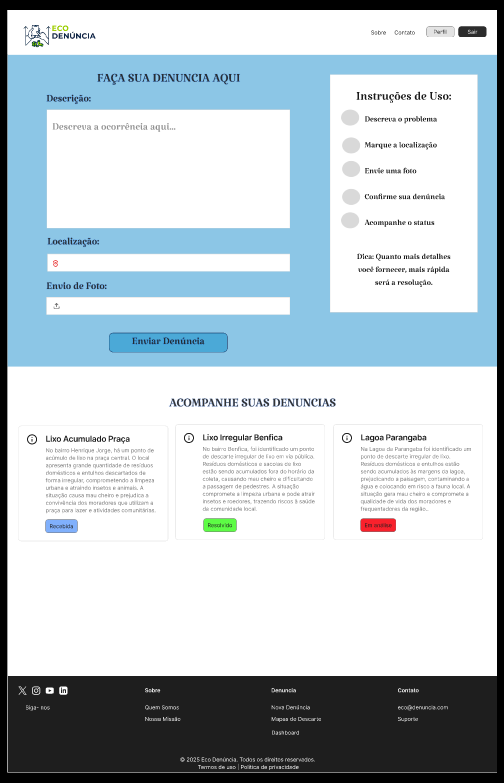 ECO
DENÚNCIA
Sobre
Contato
Perfil
Sair
FAÇA SUA DENUNCIA AQUI
Descrição:
Descreva a ocorrência aqui...
Localização:
Envio de Foto:
Enviar Denúncia
Instruções de Uso:
Descreva o problema
Marque a localização
Envie uma foto
Confirme sua denúncia
Acompanhe o status
Dica: Quanto mais detalhes
você fornecer, mais rápida
será a resolução.
ACOMPANHE SUAS DENUNCIAS
Lixo Acumulado Praça
No bairro Henrique Jorge, há um ponto de
acúmulo de lixo na praça central. O local
apresenta grande quantidade de resíduos
domésticos e entulhos descartados de
forma irregular, comprometendo a limpeza
urbana e atraindo insetos e animais. A
situação causa mau cheiro e prejudica a
convivência dos moradores que utilizam a
praça para lazer e atividades comunitárias.
Recebida
Lixo Irregular Benfica
No bairro Benfica, foi identificado um ponto
de descarte irregular de lixo em via pública.
Resíduos domésticos e sacolas de lixo
estão sendo acumulados fora do horário da
coleta, causando mau cheiro e dificultando
a passagem de pedestres. A situação
compromete a limpeza urbana e pode atrair
insetos e roedores, trazendo riscos à saúde
da comunidade local.
Resolvido
Lagoa Parangaba
Na Lagoa da Parangaba foi identificado um
ponto de descarte irregular de lixo.
Resíduos domésticos e entulhos estão
sendo acumulados às margens da lagoa,
prejudicando a paisagem, contaminando a
água e colocando em risco a fauna local. A
situação gera mau cheiro e compromete a
qualidade de vida dos moradores e
frequentadores da região..
Em análise
Siga- nos
Sobre
Quem Somos
Nossa Missão
Denuncia
Nova Denúncia
Mapas de Descarte
Dashboard
Contato
eco@denuncia.com
Suporte
© 2025 Eco Denúncia. Todos os direitos reservados.
Termos de uso | Política de privacidade